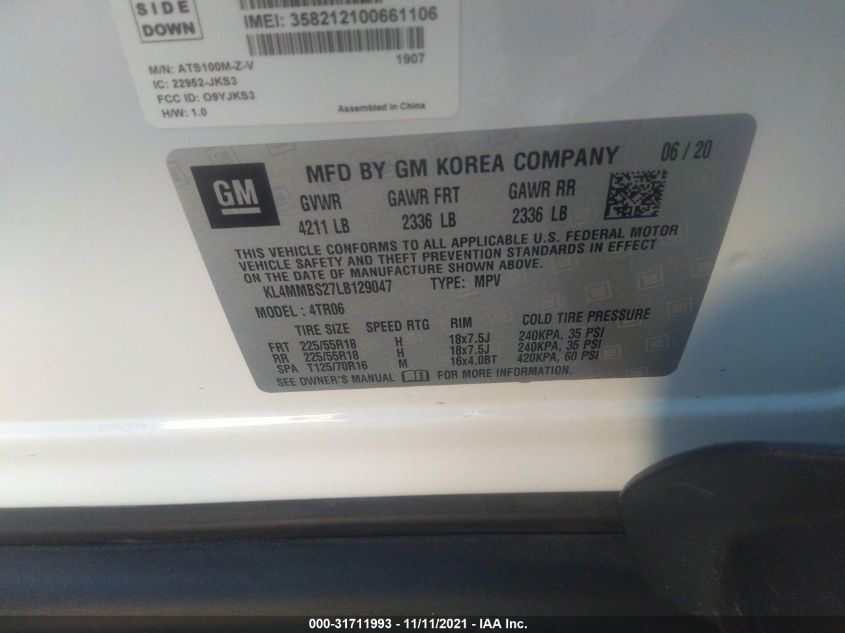 SIDE
DOWN
IMEI: 358212100661106
1907
M/N: ATS100M-Z-V
IC: 22952-JKS3
FCC ID: O9YJKS3
H/W: 1.0
Assembled in China
GM
MFD BY GM KOREA COMPANY 06 / 20
GVWR GAWR FRT GAWR RR
4211 LB 2336 LB 2336 LB
THIS VEHICLE CONFORMS TO ALL APPLICABLE U.S. FEDERAL MOTOR
VEHICLE SAFETY AND THEFT PREVENTION STANDARDS IN EFFECT
ON THE DATE OF MANUFACTURE SHOWN ABOVE.
KL4MMBS27LB129047 TYPE: MPV
MODEL : 4TR06
TIRE SIZE SPEED RTG RIM COLD TIRE PRESSURE
FRT 225/55R18 H 18x7.5J 240KPA, 35 PSI
RR 225/55R18 H 18x7.5J 240KPA, 35 PSI
SPA T125/70R16 M 16x4.0BT 420KPA, 60 PSI
SEE OWNER'S MANUAL FOR MORE INFORMATION.
000-31711993 - 11/11/2021 - IAA Inc.